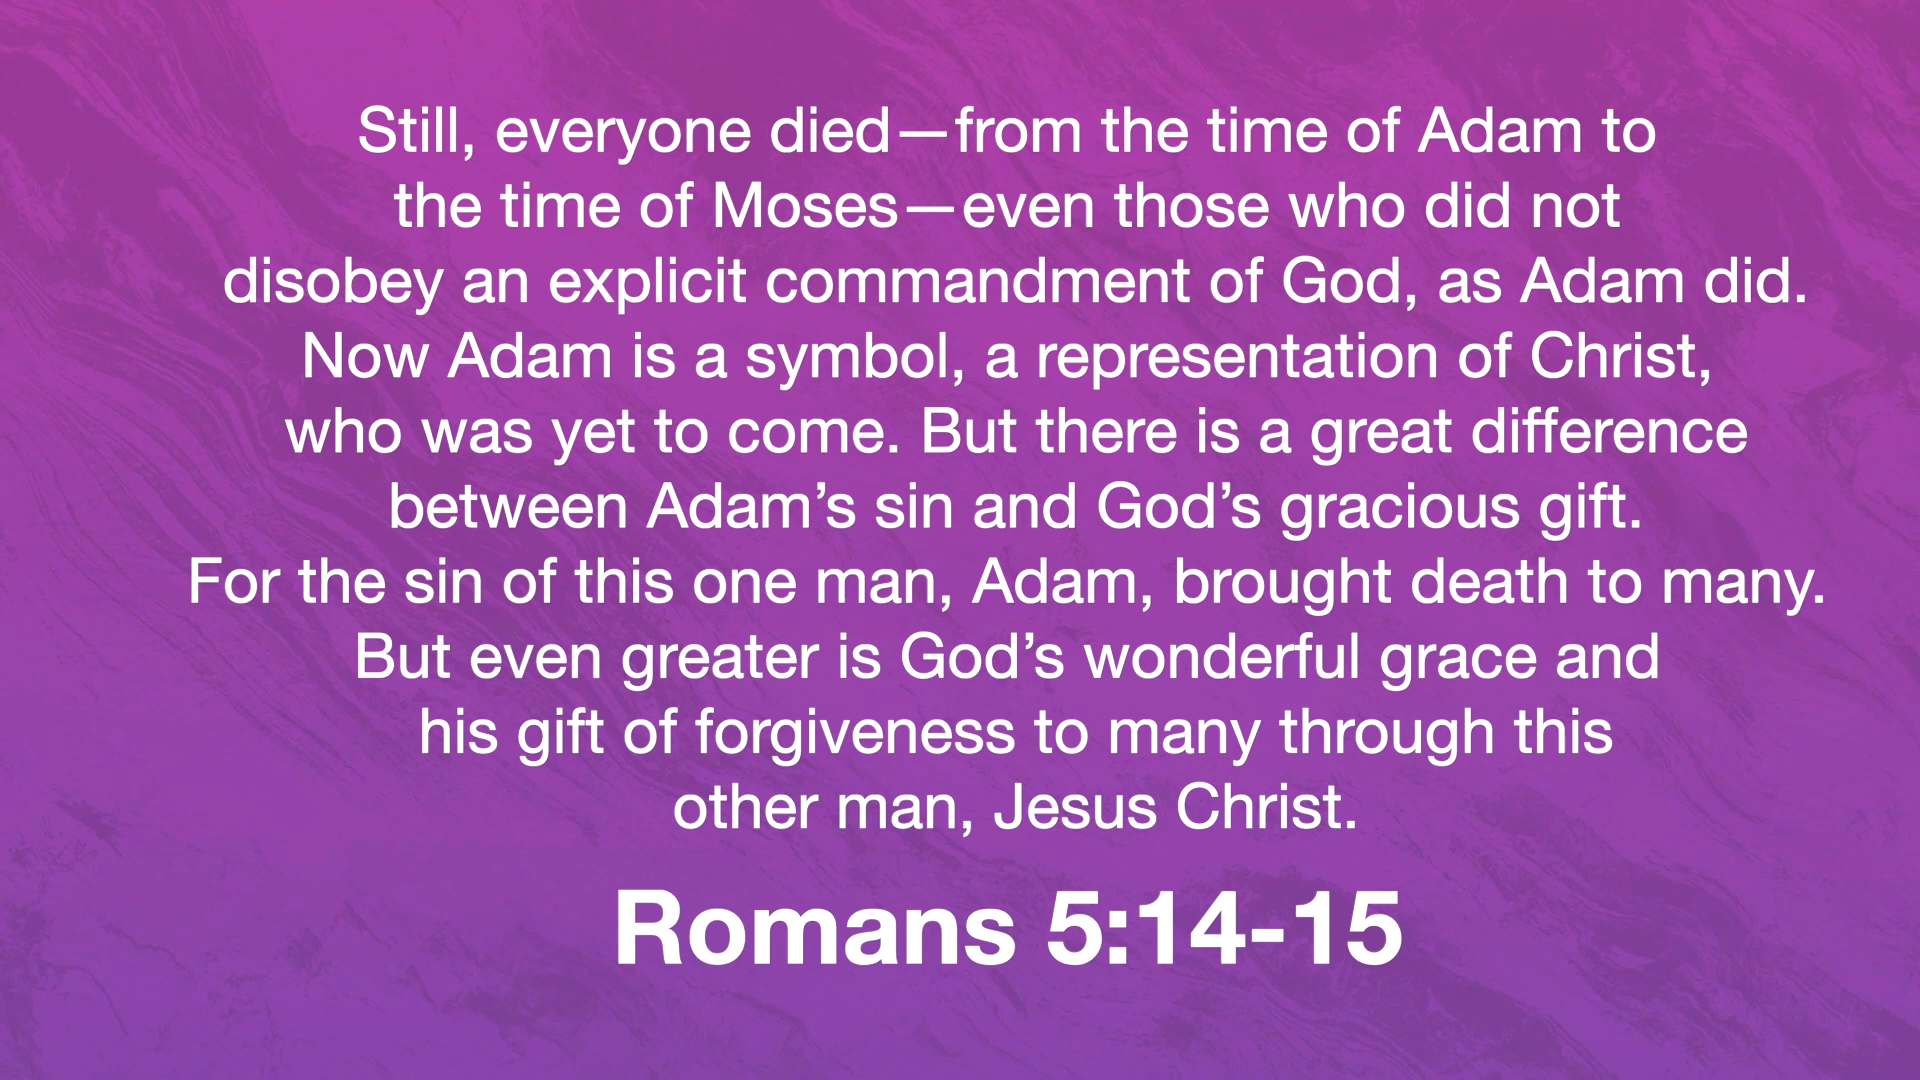 Still, everyone died—from the time of Adam to
the time of Moses—even those who did not
disobey an explicit commandment of God, as Adam did.
Now Adam is a symbol, a representation of Christ,
who was yet to come. But there is a great difference
between Adam’s sin and God’s gracious gift.
For the sin of this one man, Adam, brought death to many.
But even greater is God’s wonderful grace and
his gift of forgiveness to many through this
other man, Jesus Christ.
Romans 5:14-15